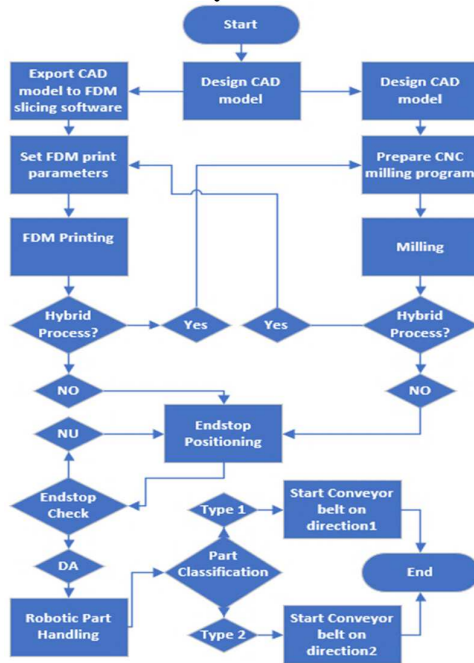 Start
Export CAD
model to FDM
slicing software
Design CAD
model
Design CAD
model
Set FDM print
parameters
Prepare CNC
milling program
FDM Printing
Milling
Hybrid
Process?
Yes
Yes
Hybrid
Process?
NO
NO
NU
Endstop
Positioning
Endstop
Check
Type 1
Start Conveyor
belt on
direction1
DA
Part
Classification
End
Robotic Part
Handling
Type 2
Start Conveyor
belt on
direction2